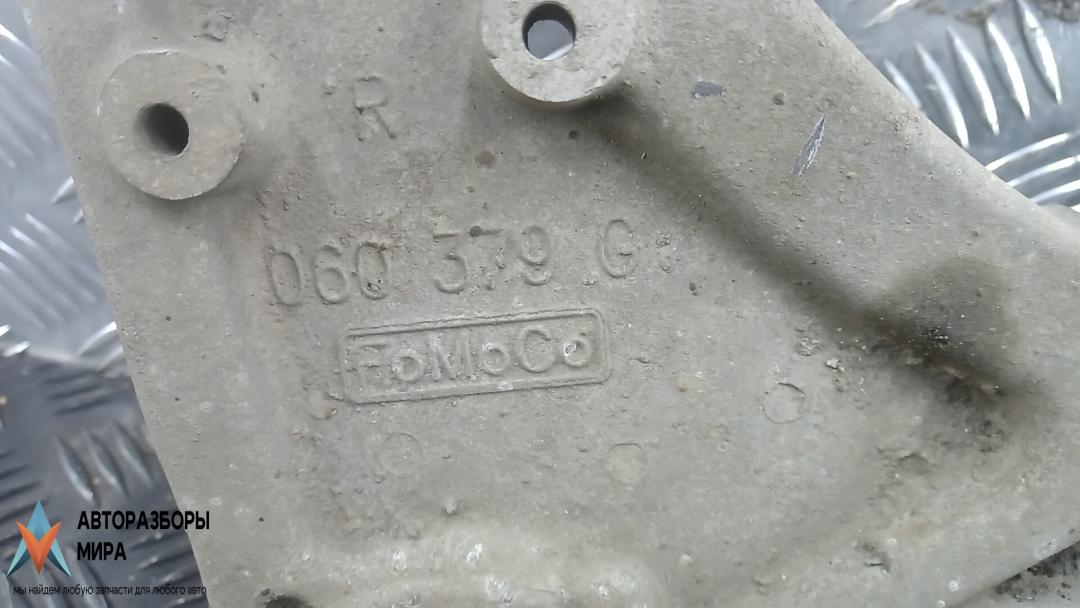 R
060 379 G
FoMoCo
АВТОРАЗБОРЫ
МИРА
мы найдем любую запчасти для любого авто